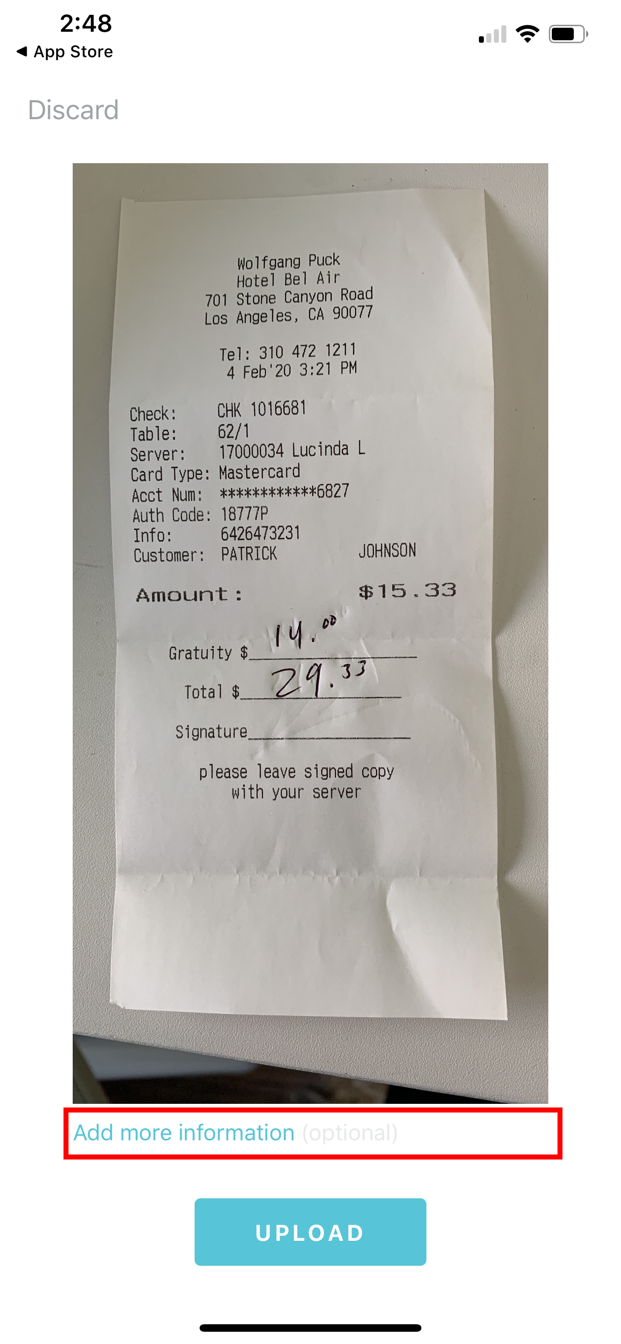 2:48
◀ App Store
Discard
Wolfgang Puck
Hotel Bel Air
701 Stone Canyon Road
Los Angeles, CA 90077
Tel: 310 472 1211
4 Feb'20 3:21 PM
Check: CHK 1016681
Table: 62/1
Server: 17000034 Lucinda L
Card Type: Mastercard
Acct Num: ************6827
Auth Code: 18777P
Info: 6426473231
Customer: PATRICK JOHNSON
Amount: $15.33
Gratuity $ 14.00
Total $ 29.33
Signature
please leave signed copy
with your server
Add more information (optional)
UPLOAD